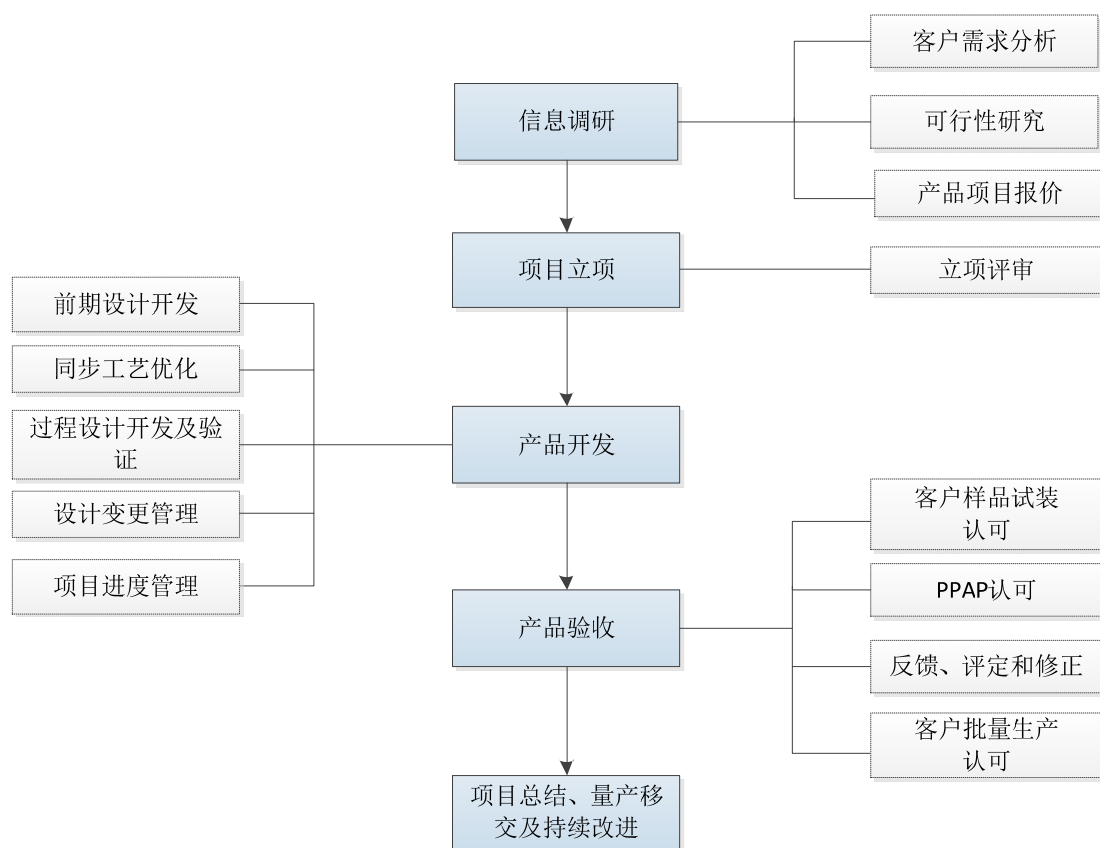 客户需求分析
信息调研
可行性研究
产品项目报价
项目立项
立项评审
前期设计开发
同步工艺优化
过程设计开发及验
证
设计变更管理
项目进度管理
产品开发
客户样品试装
认可
产品验收
PPAP认可
反馈、评定和修正
客户批量生产
认可
项目总结、量产移
交及持续改进